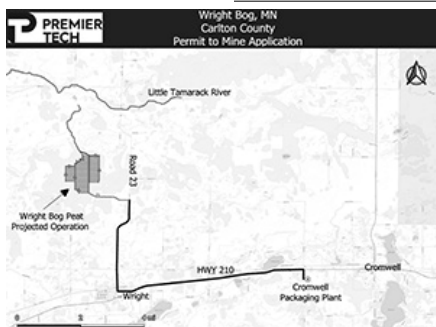 PREMIER
TECH
Wright Bog, MN
Carlton County
Permit to Mine Application
Little Tamarack River
Road 23
Wright Bog Peat
Projected Operation
HWY 210
Cromwell
Cromwell
Packaging Plant
Wright
0